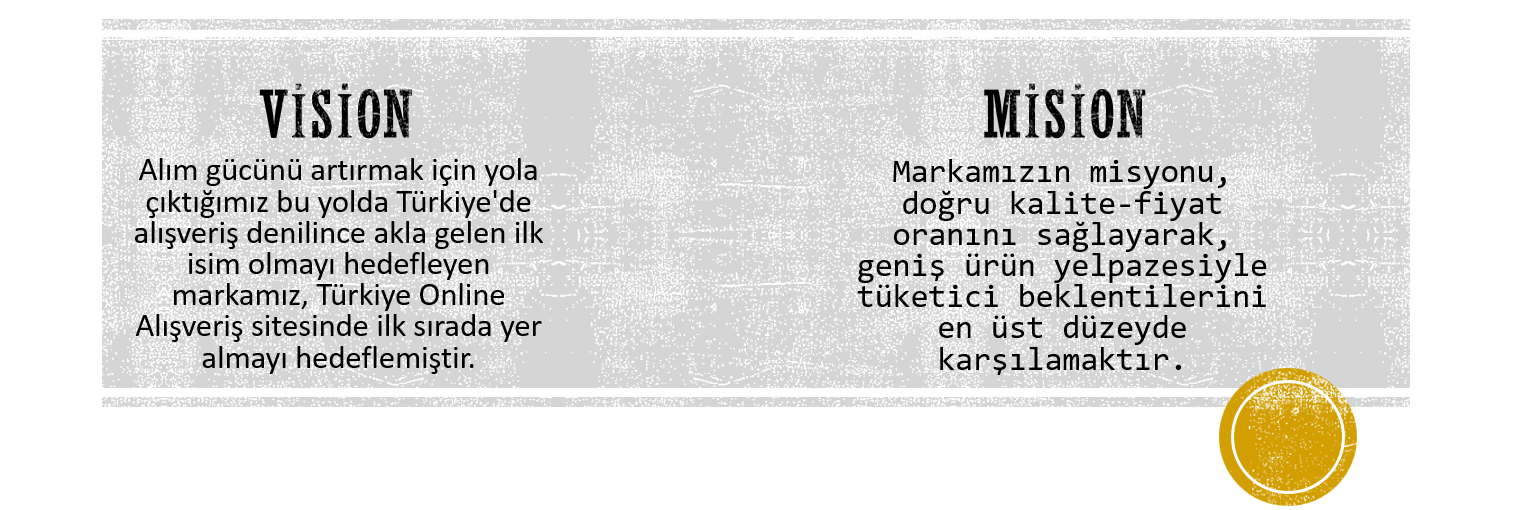 VİSİON
Alım gücünü artırmak için yola
çıktığımız bu yolda Türkiye'de
alışveriş denilince akla gelen ilk
isim olmayı hedefleyen
markamız, Türkiye Online
Alışveriş sitesinde ilk sırada yer
almayı hedeflemiştir.
MİSİON
Markamızın misyonu,
doğru kalite-fiyat
oranını sağlayarak,
geniş ürün yelpazesiyle
tüketici beklentilerini
en üst düzeyde
karşılamaktır.